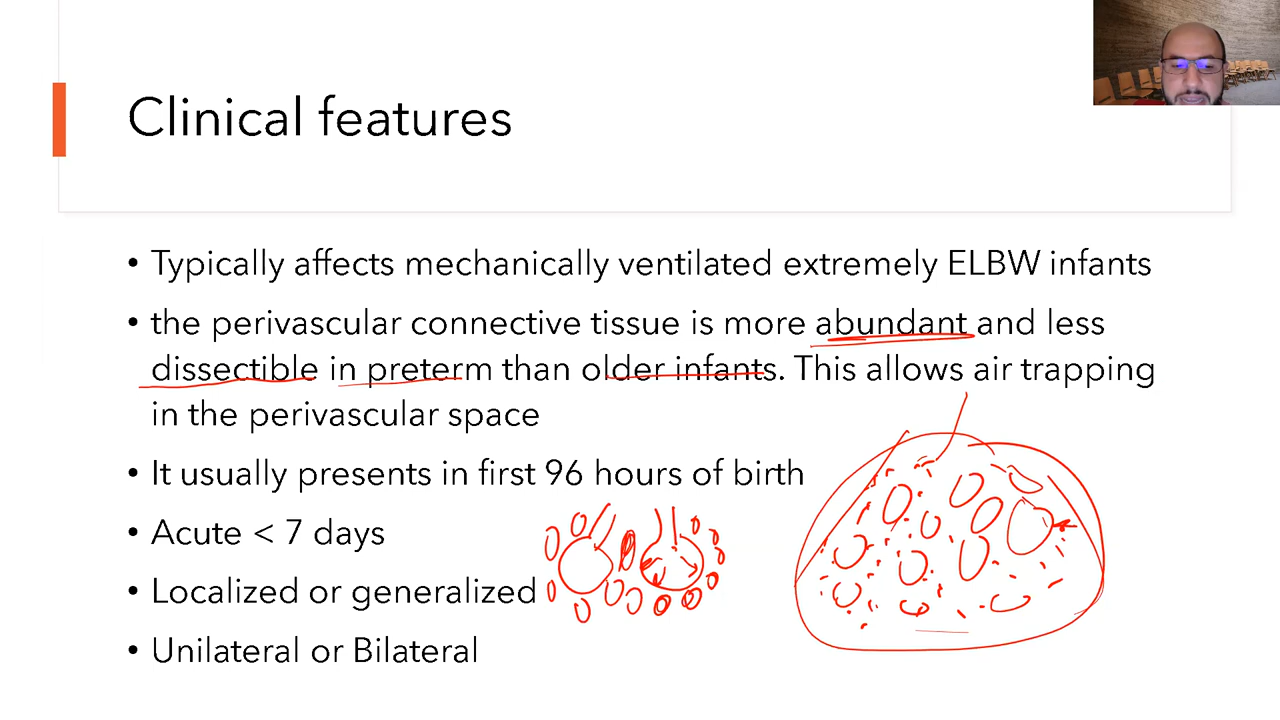 Clinical features
• Typically affects mechanically ventilated extremely ELBW infants
• the perivascular connective tissue is more abundant and less
dissectible in preterm than older infants. This allows air trapping
in the perivascular space
• It usually presents in first 96 hours of birth
• Acute < 7 days
• Localized or generalized
• Unilateral or Bilateral